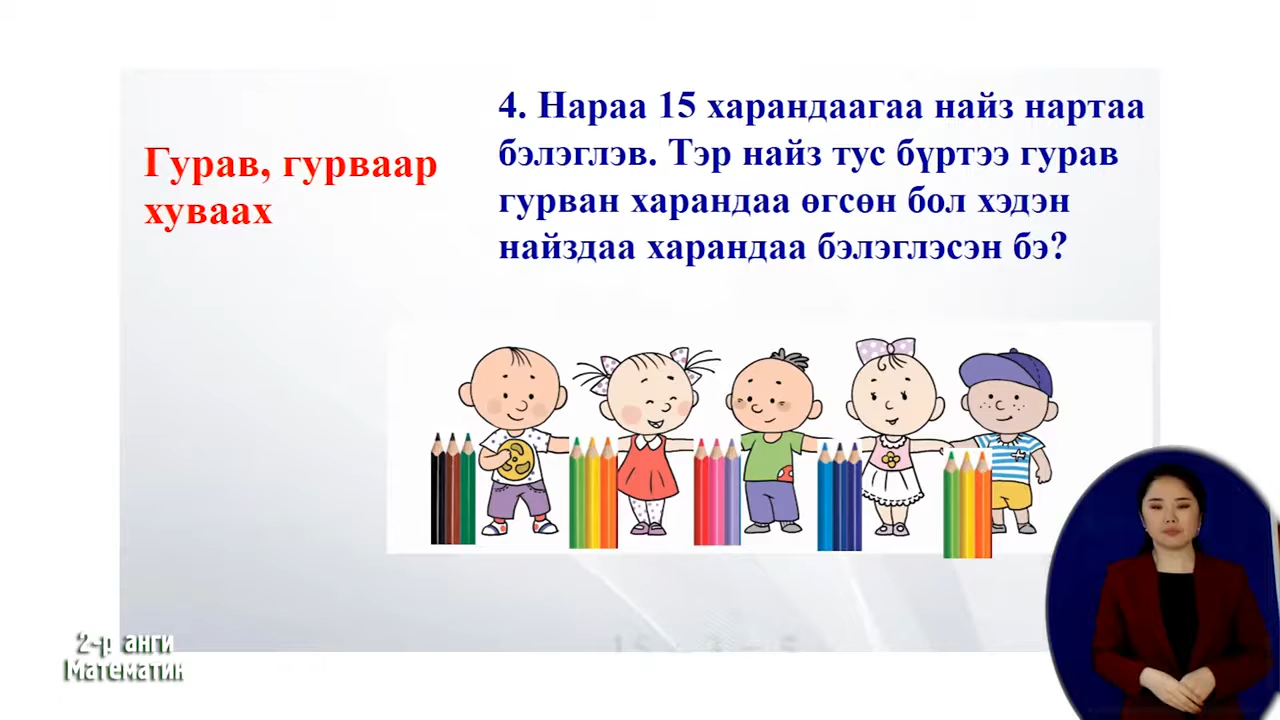 Гурав, гурваар
хуваах
4. Нараа 15 харандаагаа найз нартаа
бэлэглэв. Тэр найз тус бүртээ гурав
гурван харандаа өгсөн бол хэдэн
найздаа харандаа бэлэглэсэн бэ?
2-р анги
Математик